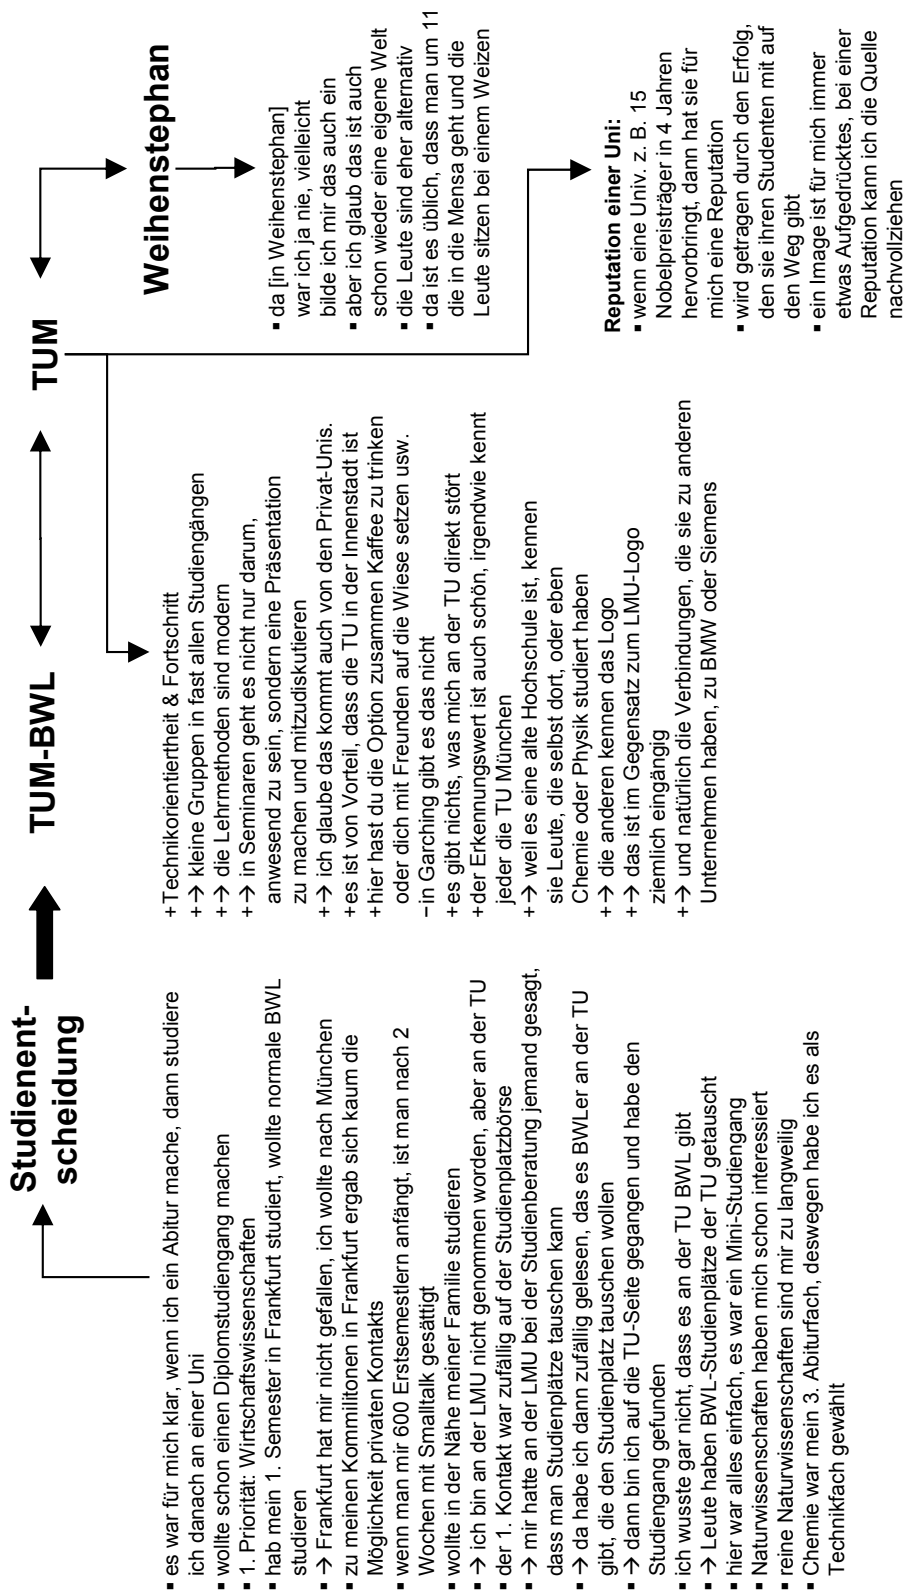 Studienent-
scheidung
TUM-BWL
TUM
Weihenstephan
▪ es war für mich klar, wenn ich ein Abitur mache, dann studiere
ich danach an einer Uni
▪ wollte schon einen Diplomstudiengang machen
▪ 1. Priorität: Wirtschaftswissenschaften
▪ hab mein 1. Semester in Frankfurt studiert, wollte normale BWL
studieren
▪ → Frankfurt hat mir nicht gefallen, ich wollte nach München
▪ zu meinen Kommilitonen in Frankfurt ergab sich kaum die
Möglichkeit privaten Kontakts
▪ wenn man mir 600 Erstsemestlern anfängt, ist man nach 2
Wochen mit Smalltalk gesättigt
▪ wollte in der Nähe meiner Familie studieren
▪ → ich bin an der LMU nicht genommen worden, aber an der TU
▪ der 1. Kontakt war zufällig auf der Studienplatzbörse
▪ → mir hatte an der LMU bei der Studienberatung jemand gesagt,
dass man Studienplätze tauschen kann
▪ → da habe ich dann zufällig gelesen, das es BWLer an der TU
gibt, die den Studienplatz tauschen wollen
▪ → dann bin ich auf die TU-Seite gegangen und habe den
Studiengang gefunden
▪ ich wusste gar nicht, dass es an der TU BWL gibt
▪ → Leute haben BWL-Studienplätze der TU getauscht
▪ hier war alles einfach, es war ein Mini-Studiengang
▪ Naturwissenschaften haben mich schon interessiert
▪ reine Naturwissenschaften sind mir zu langweilig
▪ Chemie war mein 3. Abiturfach, deswegen habe ich es als
Technikfach gewählt
+ Technikorientiertheit & Fortschritt
+ → kleine Gruppen in fast allen Studiengängen
+ → die Lehrmethoden sind modern
+ → in Seminaren geht es nicht nur darum,
anwesend zu sein, sondern eine Präsentation
zu machen und mitzudiskutieren
+ → ich glaube das kommt auch von den Privat-Unis.
+ es ist von Vorteil, dass die TU in der Innenstadt ist
+ hier hast du die Option zusammen Kaffee zu trinken
oder dich mit Freunden auf die Wiese setzen usw.
− in Garching gibt es das nicht
+ es gibt nichts, was mich an der TU direkt stört
+ der Erkennungswert ist auch schön, irgendwie kennt
jeder die TU München
+ → weil es eine alte Hochschule ist, kennen
sie Leute, die selbst dort, oder eben
Chemie oder Physik studiert haben
+ → die anderen kennen das Logo
+ → das ist im Gegensatz zum LMU-Logo
ziemlich eingängig
+ → und natürlich die Verbindungen, die sie zu anderen
Unternehmen haben, zu BMW oder Siemens
▪ da [in Weihenstephan]
war ich ja nie, vielleicht
bilde ich mir das auch ein
▪ aber ich glaub das ist auch
schon wieder eine eigene Welt
▪ die Leute sind eher alternativ
▪ da ist es üblich, dass man um 11
die in die Mensa geht und die
Leute sitzen bei einem Weizen
Reputation einer Uni:
▪ wenn eine Univ. z. B. 15
Nobelpreisträger in 4 Jahren
hervorbringt, dann hat sie für
mich eine Reputation
▪ wird getragen durch den Erfolg,
den sie ihren Studenten mit auf
den Weg gibt
▪ ein Image ist für mich immer
etwas Aufgedrücktes, bei einer
Reputation kann ich die Quelle
nachvollziehen